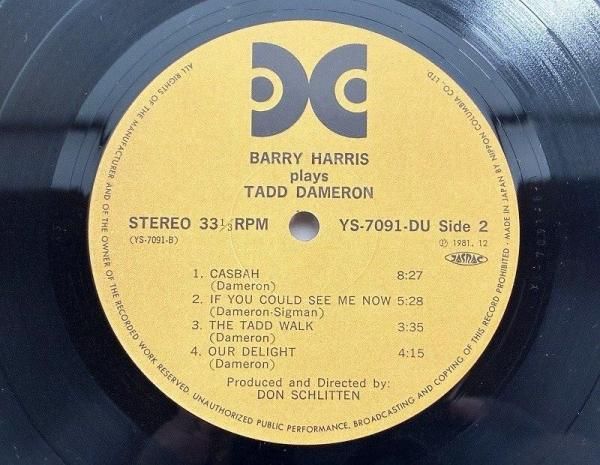 BARRY HARRIS
plays
TADD DAMERON
STEREO 33 1/3 RPM
(YS-7091-B)
YS-7091-DU Side 2
Ⓟ 1981. 12
JASRAC
1. CASBAH 8:27
(Dameron)
2. IF YOU COULD SEE ME NOW 5:28
(Dameron-Sigman)
3. THE TADD WALK 3:35
(Dameron)
4. OUR DELIGHT 4:15
(Dameron)
Produced and Directed by:
DON SCHLITTEN
ALL RIGHTS OF THE MANUFACTURER AND OF THE OWNER OF THE RECORDED WORK RESERVED. UNAUTHORIZED PUBLIC PERFORMANCE, BROADCASTING AND COPYING OF THIS RECORD PROHIBITED · MADE IN JAPAN BY NIPPON COLUMBIA CO., LTD.